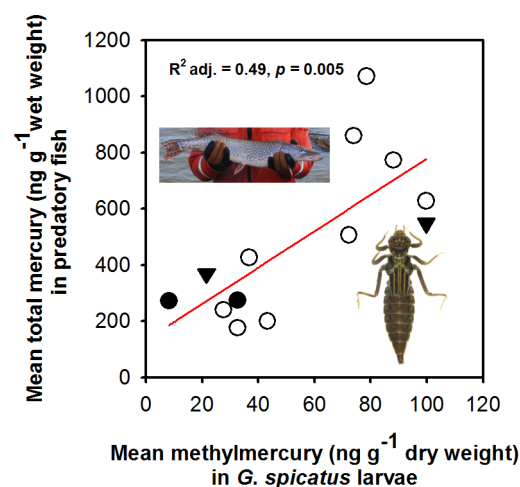 Mean total mercury (ng g⁻¹ wet weight)
in predatory fish
1200
1000
800
600
400
200
0
R² adj. = 0.49, p = 0.005
0 20 40 60 80 100 120
Mean methylmercury (ng g⁻¹ dry weight)
in G. spicatus larvae